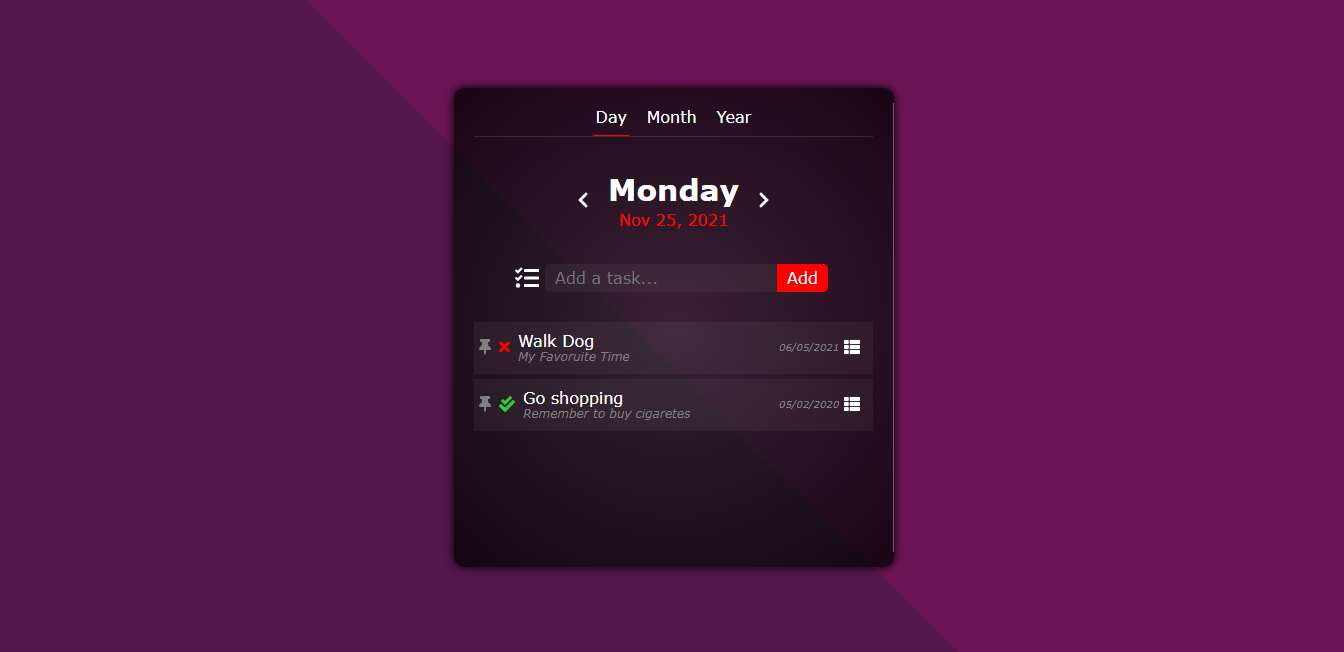 Day Month Year
Monday
Nov 25, 2021
Add a task... Add
Walk Dog
My Favoruite Time
06/05/2021
Go shopping
Remember to buy cigaretes
05/02/2020